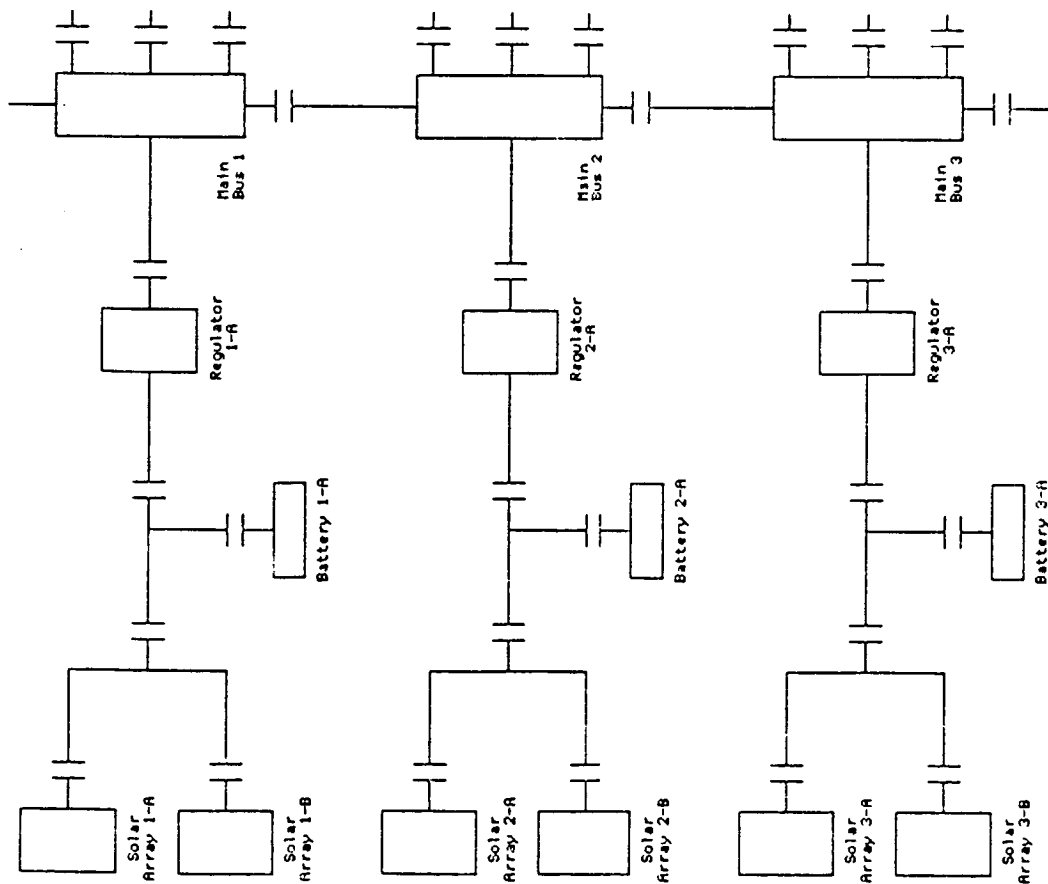 Solar
Array 1-A
Solar
Array 1-B
Battery 1-A
Regulator
1-A
Main
Bus 1
Solar
Array 2-A
Solar
Array 2-B
Battery 2-A
Regulator
2-A
Msin
Bus 2
Solar
Array 3-A
Solar
Array 3-B
Battery 3-A
Regulator
3-A
Main
Bus 3